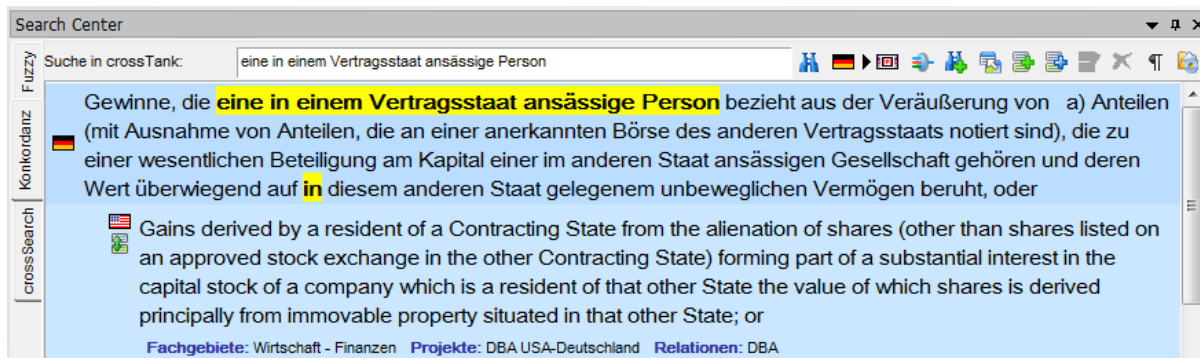 Search Center
Fuzzy
Konkordanz
crossSearch
Suche in crossTank: eine in einem Vertragsstaat ansässige Person
Gewinne, die eine in einem Vertragsstaat ansässige Person bezieht aus der Veräußerung von a) Anteilen
(mit Ausnahme von Anteilen, die an einer anerkannten Börse des anderen Vertragsstaats notiert sind), die zu
einer wesentlichen Beteiligung am Kapital einer im anderen Staat ansässigen Gesellschaft gehören und deren
Wert überwiegend auf in diesem anderen Staat gelegenem unbeweglichen Vermögen beruht, oder
Gains derived by a resident of a Contracting State from the alienation of shares (other than shares listed on
an approved stock exchange in the other Contracting State) forming part of a substantial interest in the
capital stock of a company which is a resident of that other State the value of which shares is derived
principally from immovable property situated in that other State; or
Fachgebiete: Wirtschaft - Finanzen Projekte: DBA USA-Deutschland Relationen: DBA